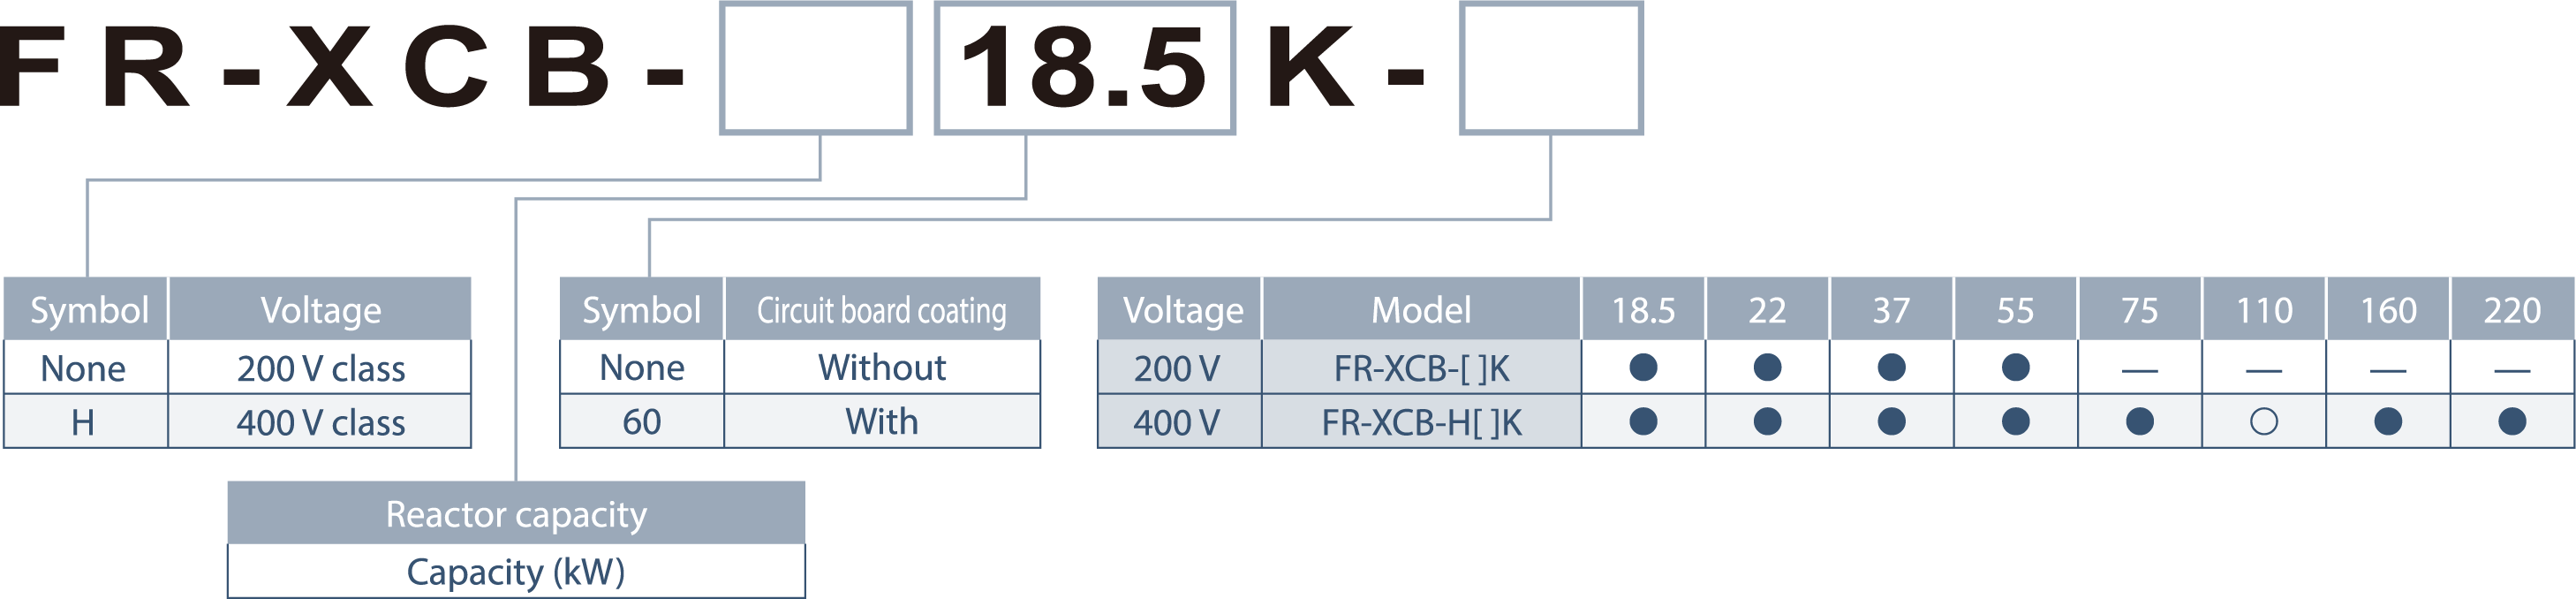 FR-XCB- 18.5 K-
Symbol Voltage
None 200 V class
H 400 V class
Symbol Circuit board coating
None Without
60 With
Voltage Model 18.5 22 37 55 75 110 160 220
200 V FR-XCB-[ ]K ● ● ● ● — — — —
400 V FR-XCB-H[ ]K ● ● ● ● ● ○ ● ●
Reactor capacity
Capacity (kW)